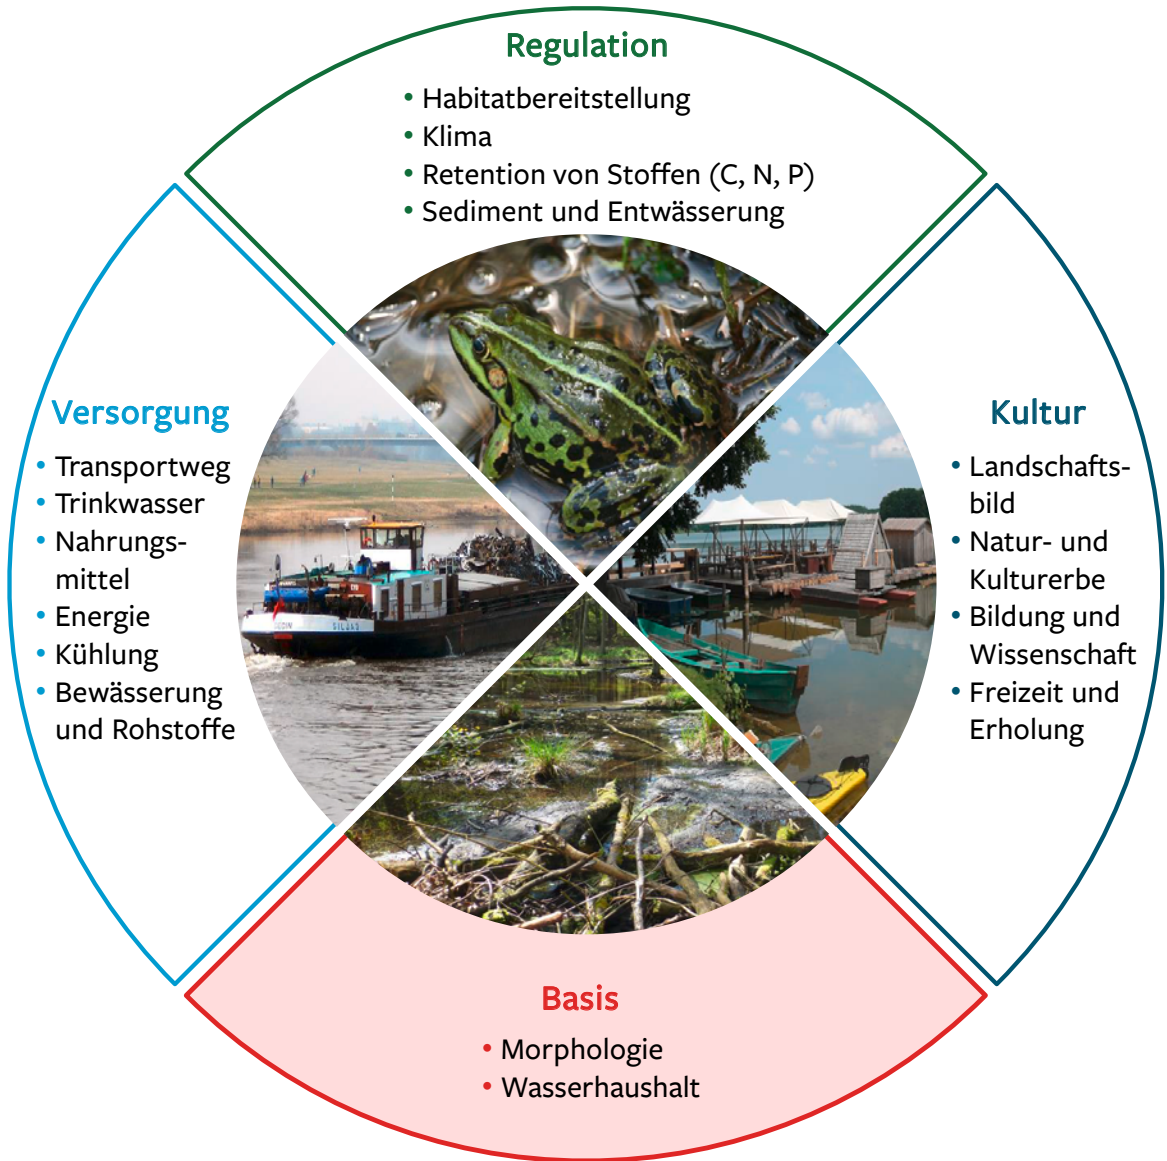 Regulation
• Habitatbereitstellung
• Klima
• Retention von Stoffen (C, N, P)
• Sediment und Entwässerung
Versorgung
• Transportweg
• Trinkwasser
• Nahrungs-
mittel
• Energie
• Kühlung
• Bewässerung
und Rohstoffe
Kultur
• Landschafts-
bild
• Natur- und
Kulturerbe
• Bildung und
Wissenschaft
• Freizeit und
Erholung
Basis
• Morphologie
• Wasserhaushalt